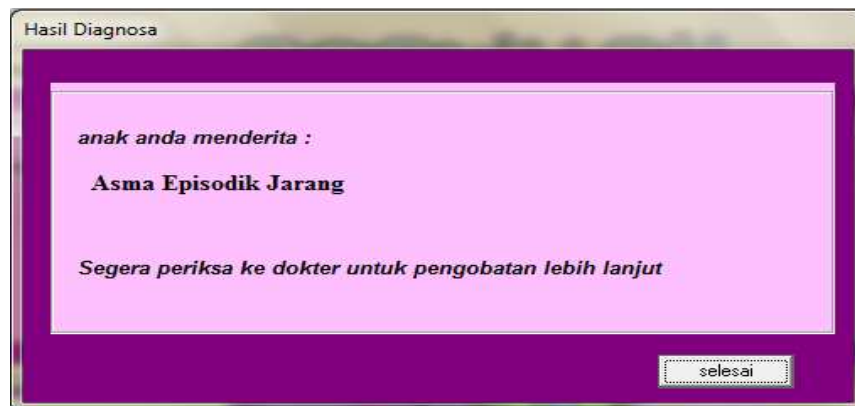 Hasil Diagnosa
anak anda menderita :
Asma Episodik Jarang
Segera periksa ke dokter untuk pengobatan lebih lanjut
selesai